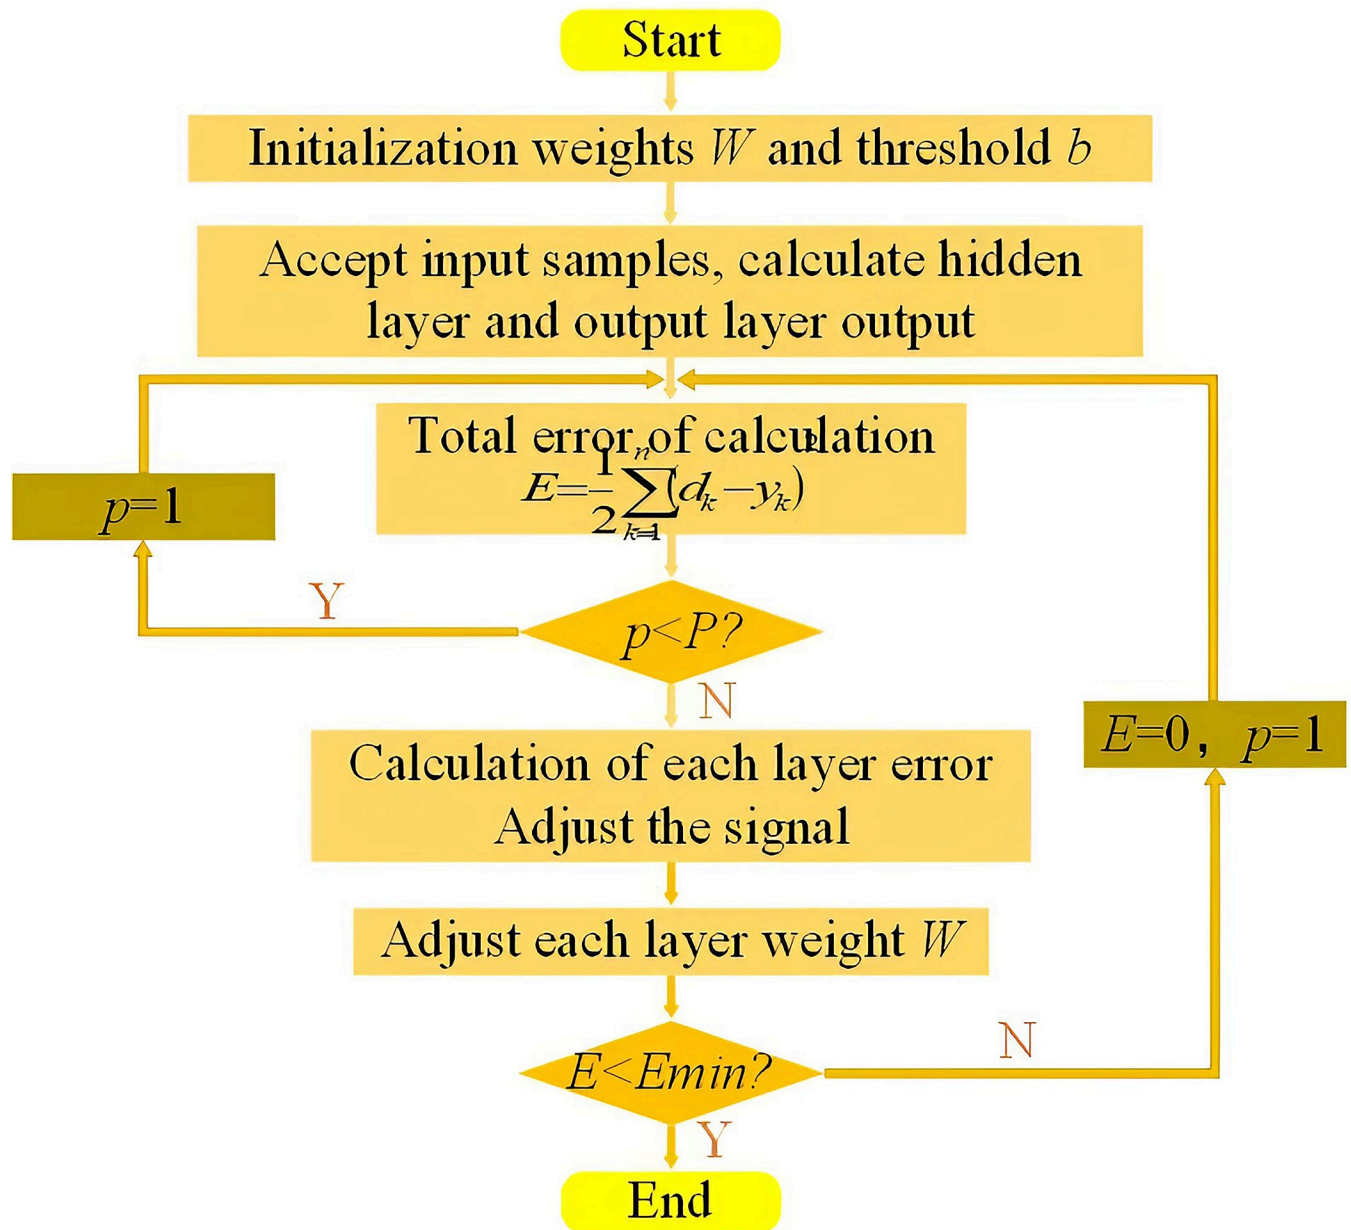 Start
Initialization weights W and threshold b
Accept input samples, calculate hidden
layer and output layer output
Total error of calculation
E=1/2 n∑k=1 (dk−yk)
p=1
Y
p<P?
N
E=0, p=1
Calculation of each layer error
Adjust the signal
Adjust each layer weight W
E<Emin?
N
Y
End